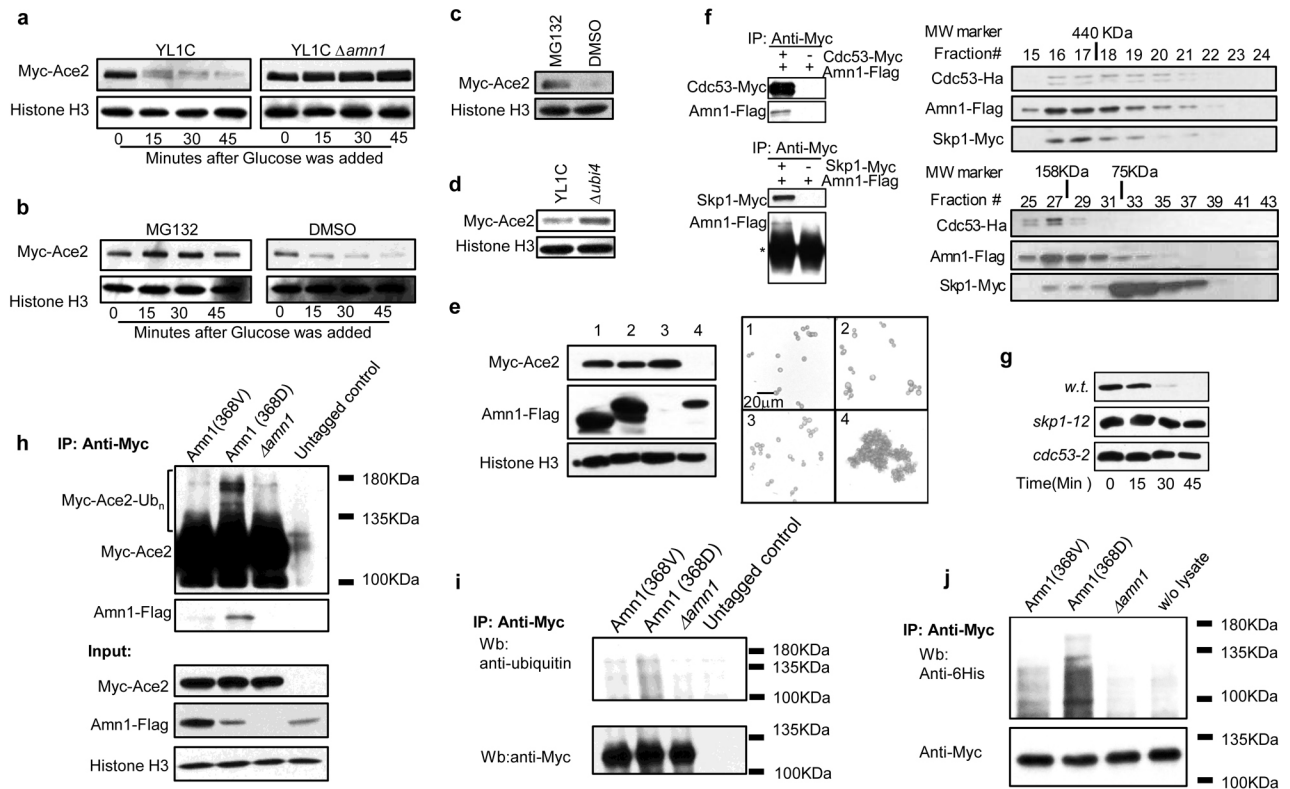 a
YL1C YL1C Δamn1
Myc-Ace2
Histone H3
0 15 30 45 0 15 30 45
Minutes after Glucose was added
b
MG132 DMSO
Myc-Ace2
Histone H3
0 15 30 45 0 15 30 45
Minutes after Glucose was added
c
MG132 DMSO
Myc-Ace2
Histone H3
d
YL1C Δubi4
Myc-Ace2
Histone H3
e
1 2 3 4
Myc-Ace2
Amn1-Flag
Histone H3
1 2
20μm
3 4
f
IP: Anti-Myc
+ - Cdc53-Myc
+ + Amn1-Flag
Cdc53-Myc
Amn1-Flag
IP: Anti-Myc
+ - Skp1-Myc
+ + Amn1-Flag
Skp1-Myc
Amn1-Flag
*
MW marker 440 KDa
Fraction# 15 16 17 18 19 20 21 22 23 24
Cdc53-Ha
Amn1-Flag
Skp1-Myc
MW marker 158KDa 75KDa
Fraction # 25 27 29 31 33 35 37 39 41 43
Cdc53-Ha
Amn1-Flag
Skp1-Myc
g
w.t.
skp1-12
cdc53-2
Time(Min ) 0 15 30 45
h
IP: Anti-Myc
Amn1(368V) Amn1 (368D) Δamn1 Untagged control
Myc-Ace2-Ubn
Myc-Ace2
180KDa
135KDa
100KDa
Amn1-Flag
Input:
Myc-Ace2
Amn1-Flag
Histone H3
i
Amn1(368V) Amn1 (368D) Δamn1 Untagged control
IP: Anti-Myc
Wb:
anti-ubiquitin
180KDa
135KDa
100KDa
Wb:anti-Myc
135KDa
100KDa
j
Amn1(368V) Amn1(368D) Δamn1 w/o lysate
IP: Anti-Myc
Wb:
Anti-6His
180KDa
135KDa
100KDa
Anti-Myc
135KDa
100KDa